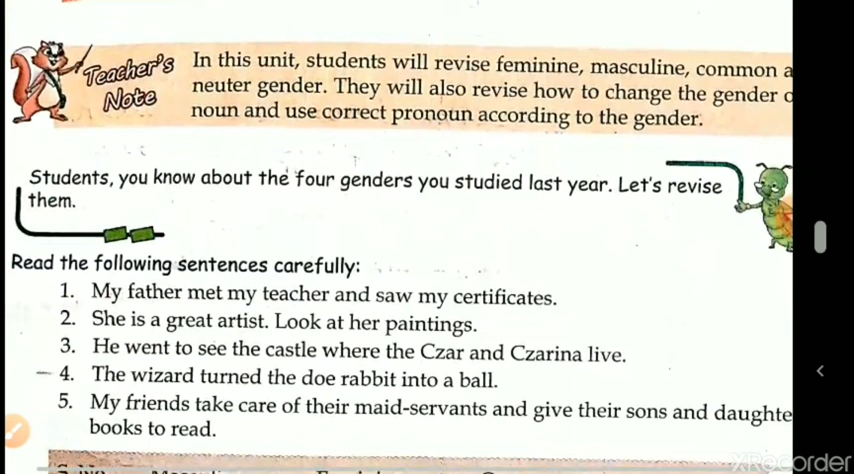 Teacher's
Note
In this unit, students will revise feminine, masculine, common a
neuter gender. They will also revise how to change the gender o
noun and use correct pronoun according to the gender.
Students, you know about the four genders you studied last year. Let's revise
them.
Read the following sentences carefully:
1. My father met my teacher and saw my certificates.
2. She is a great artist. Look at her paintings.
3. He went to see the castle where the Czar and Czarina live.
4. The wizard turned the doe rabbit into a ball.
5. My friends take care of their maid-servants and give their sons and daughte
books to read.
XRecorder